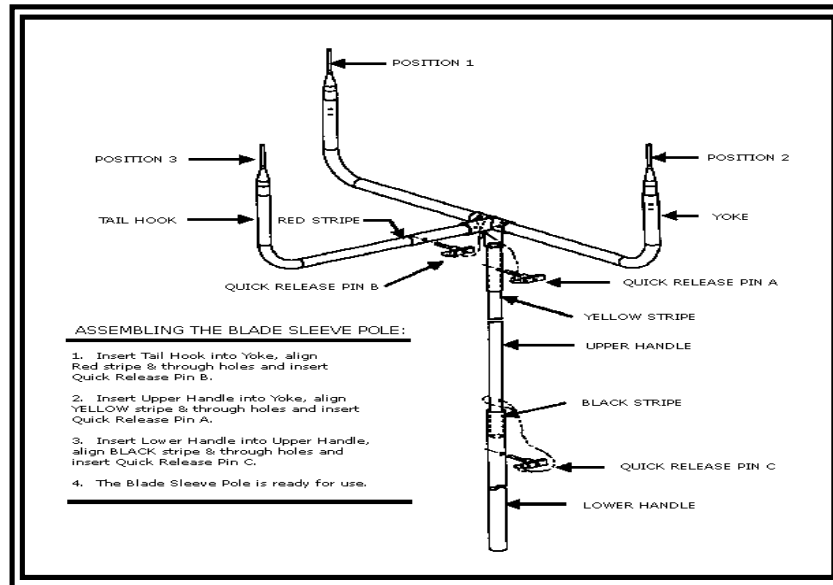 POSITION 1
POSITION 3
POSITION 2
TAIL HOOK
RED STRIPE
YOKE
QUICK RELEASE PIN B
QUICK RELEASE PIN A
YELLOW STRIPE
UPPER HANDLE
BLACK STRIPE
QUICK RELEASE PIN C
LOWER HANDLE
ASSEMBLING THE BLADE SLEEVE POLE:
1. Insert Tail Hook into Yoke, align
Red stripe & through holes and insert
Quick Release Pin B.
2. Insert Upper Handle into Yoke, align
YELLOW stripe & through holes and insert
Quick Release Pin A.
3. Insert Lower Handle into Upper Handle,
align BLACK stripe & through holes and
insert Quick Release Pin C.
4. The Blade Sleeve Pole is ready for use.